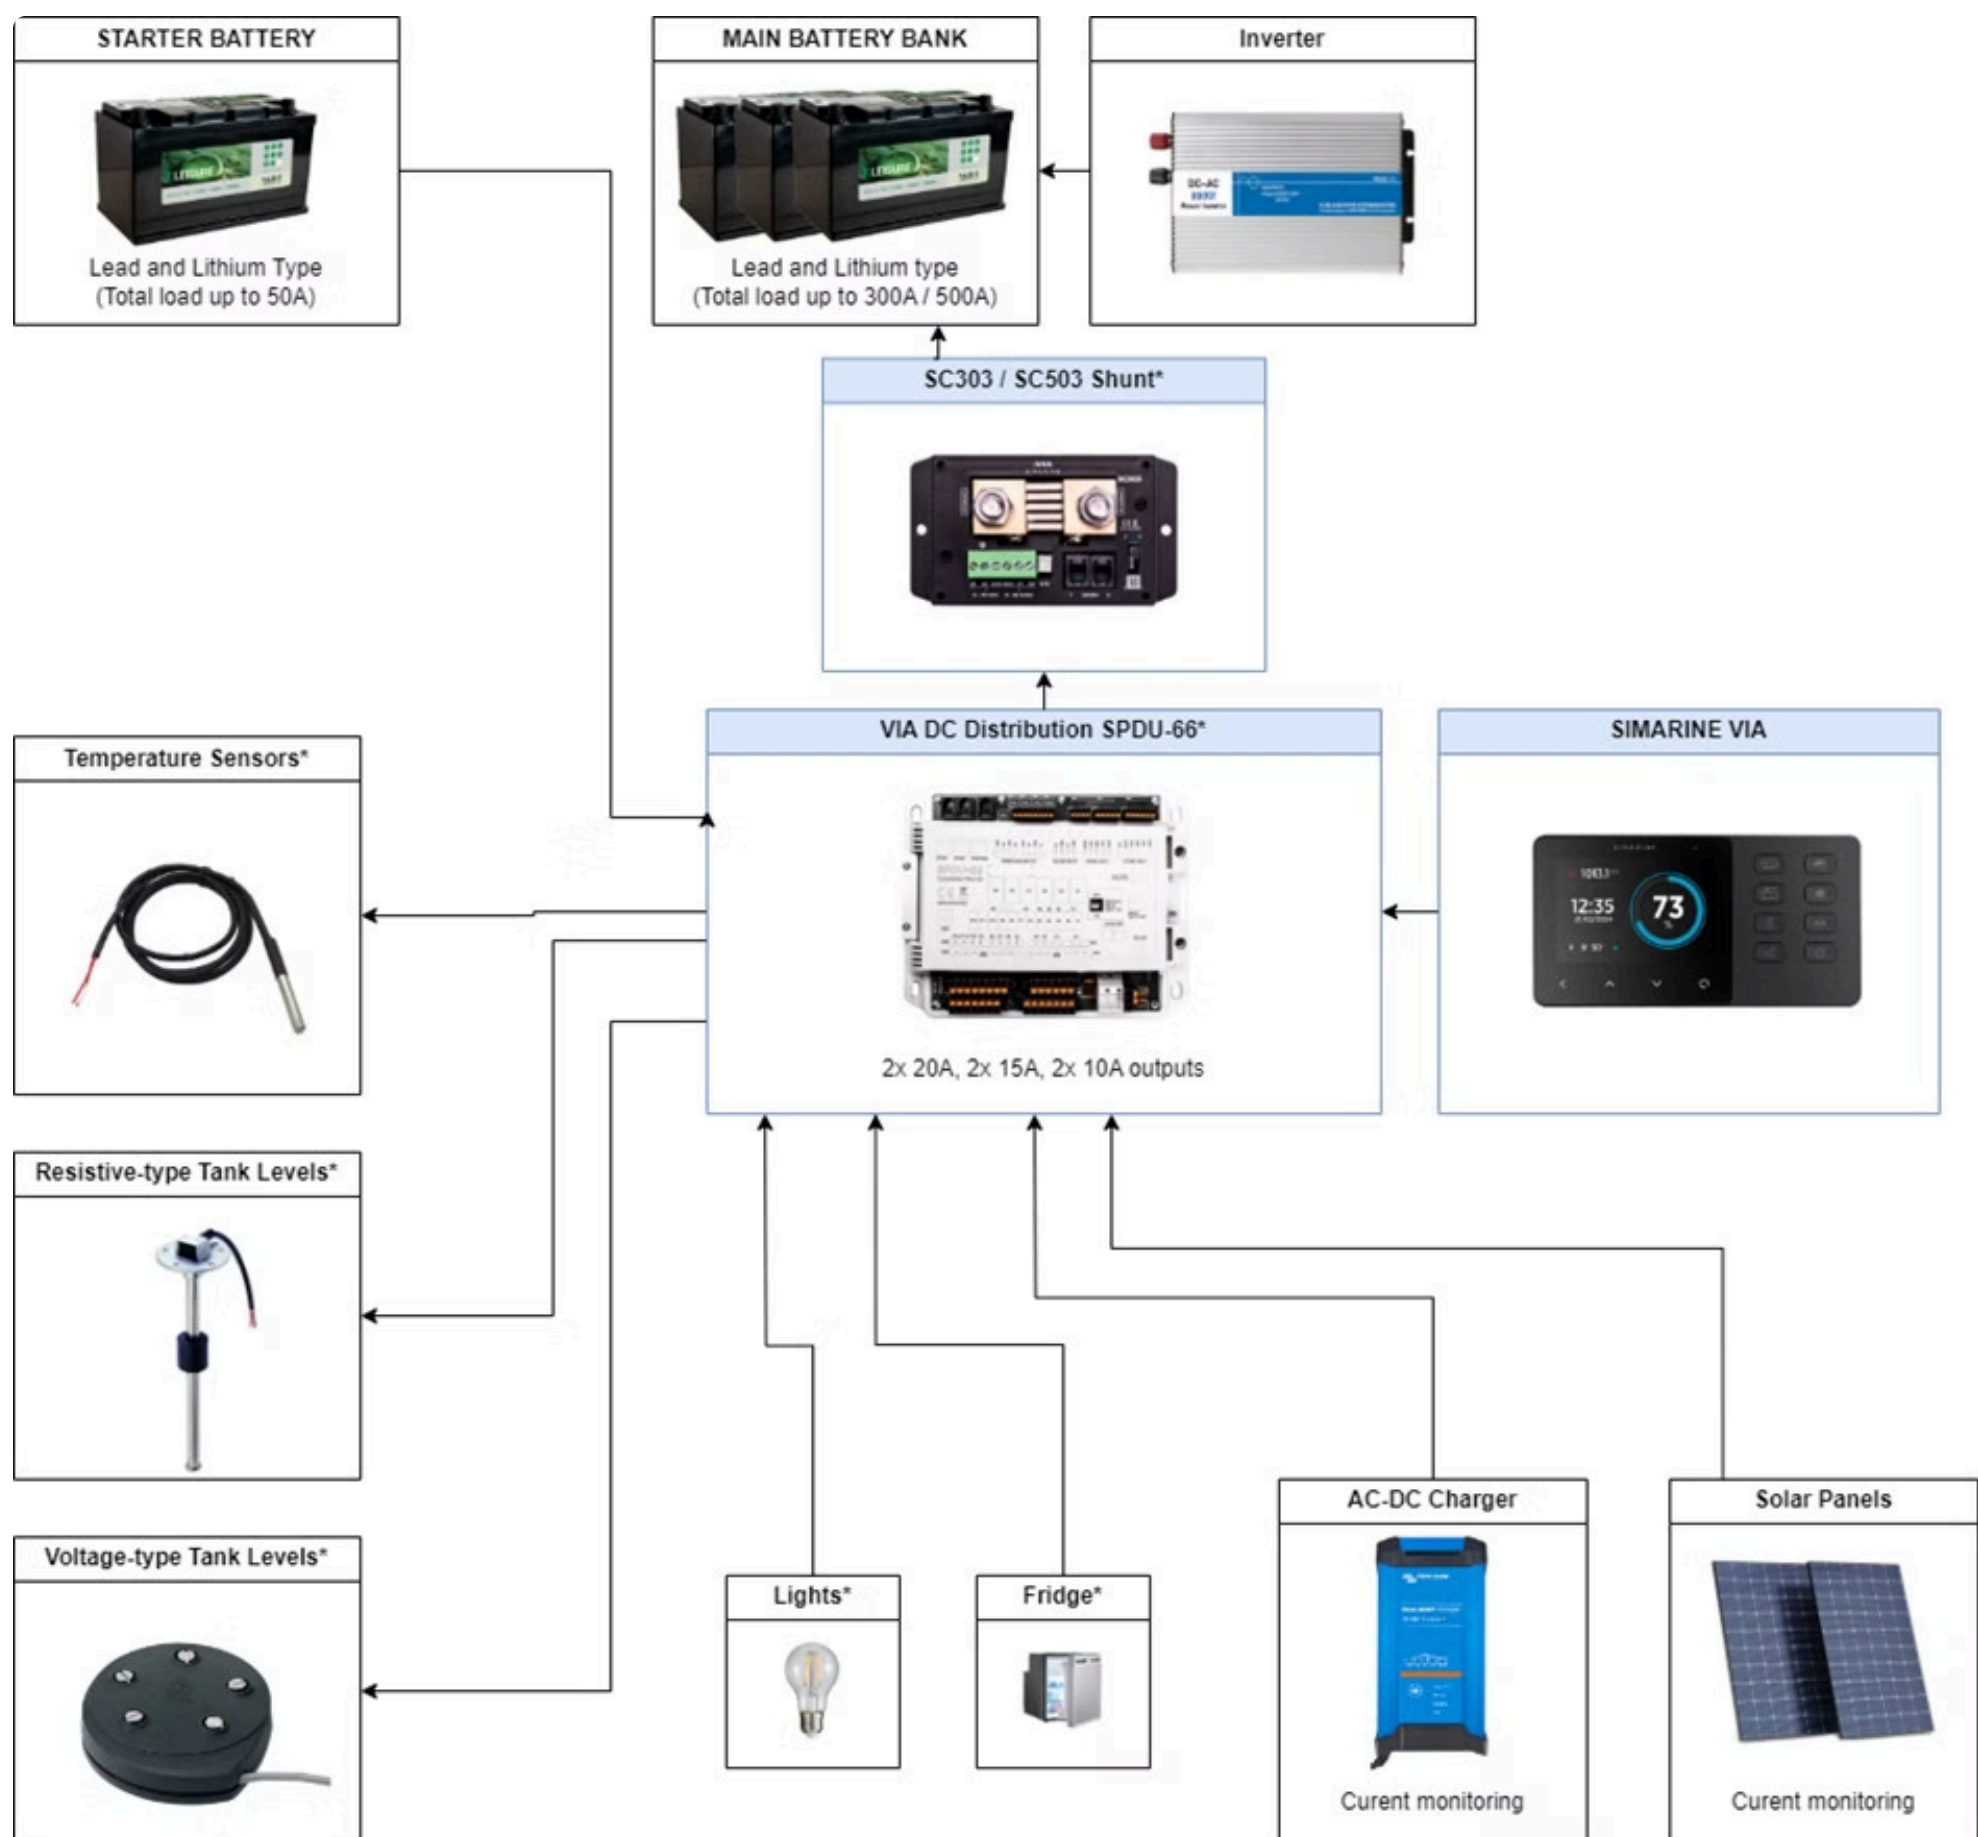 STARTER BATTERY
Lead and Lithium Type
(Total load up to 50A)
MAIN BATTERY BANK
Lead and Lithium type
(Total load up to 300A / 500A)
Inverter
DC-AC
SC303 / SC503 Shunt*
VIA DC Distribution SPDU-66*
2x 20A, 2x 15A, 2x 10A outputs
SIMARINE VIA
12:35
73
%
Temperature Sensors*
Resistive-type Tank Levels*
Voltage-type Tank Levels*
Lights*
Fridge*
AC-DC Charger
Curent monitoring
Solar Panels
Curent monitoring